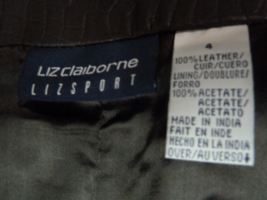 Liz claiborne
LIZSPORT
4
100% LEATHER/
CUIR/CUERO
LINING/DOUBLURE/
FORRO
100% ACETATE/
ACETATE/
ACETATO
MADE IN INDIA
FAIT EN INDE
HECHO EN LA INDIA
OVER/AU VERSO